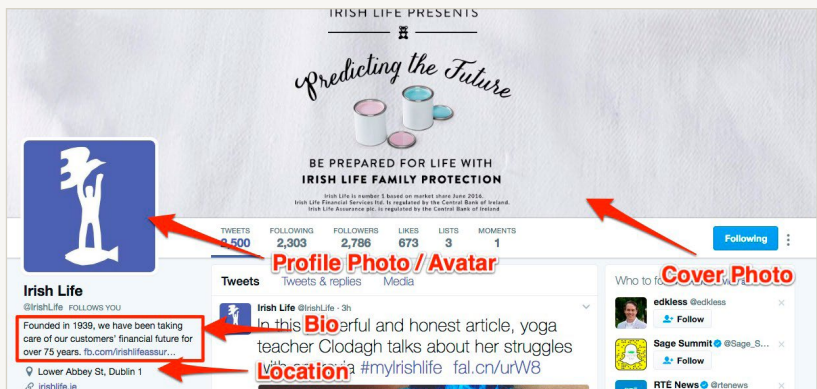 IRISH LIFE PRESENTS
Predicting the Future
BE PREPARED FOR LIFE WITH
IRISH LIFE FAMILY PROTECTION
Irish Life is number 1 based on market share June 2016.
Irish Life Financial Services ltd. Is regulated by the Central Bank of Ireland.
Irish Life Assurance plc. is regulated by the Central Bank of Ireland
TWEETS FOLLOWING FOLLOWERS LIKES LISTS MOMENTS
2,500 2,303 2,786 673 3 1
Following
Profile Photo / Avatar
Cover Photo
Irish Life
@IrishLife FOLLOWS YOU
Founded in 1939, we have been taking
care of our customers' financial future for
over 75 years. fb.com/irishlifeassur...
Bio
Lower Abbey St, Dublin 1
Location
irishlife.ie
Tweets Tweets & replies Media
Irish Life @IrishLife · 3h
In this and honest article, yoga
teacher Clodagh talks about her struggles
#myIrishlife fal.cn/urW8
Who to
edkless @edkless
Follow
Sage Summit @Sage_S...
Follow
RTÉ News @rtenews